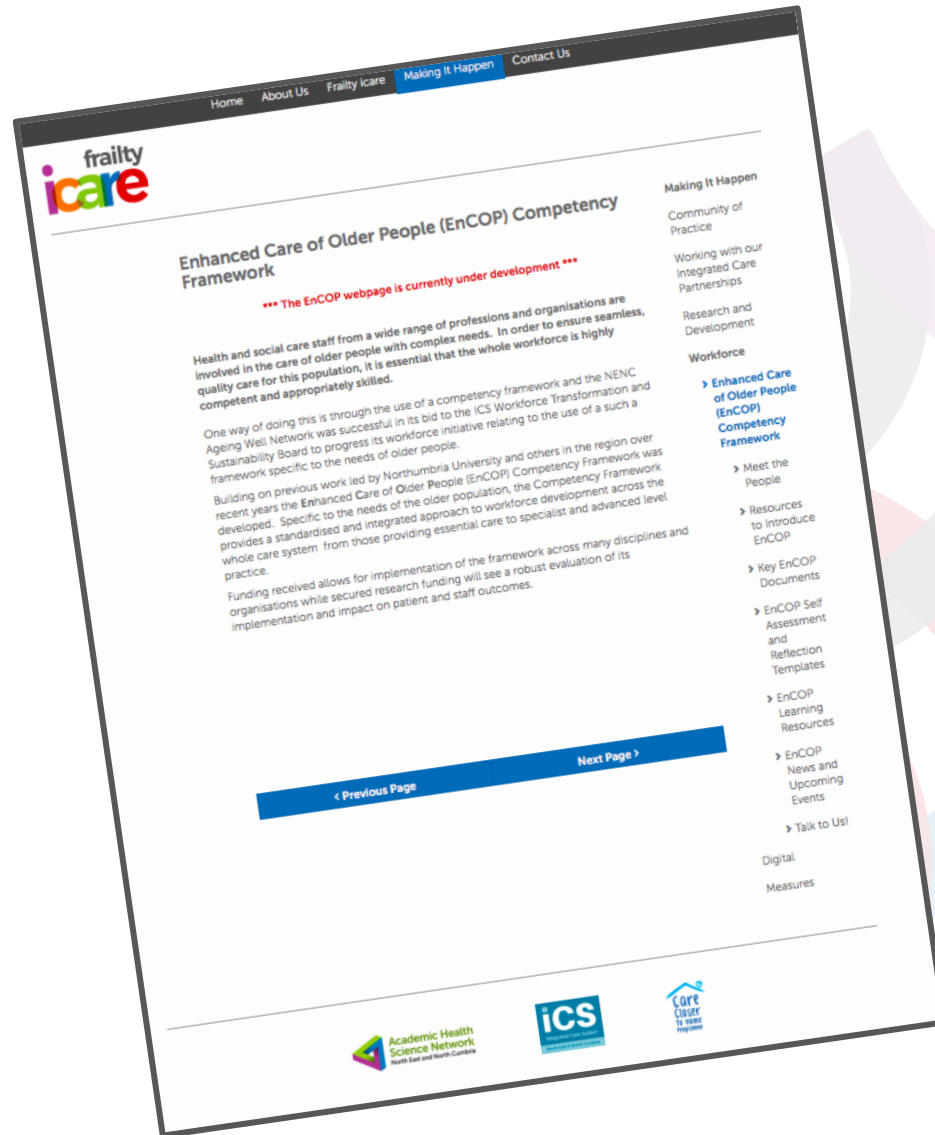 Home About Us Frailty icare Making It Happen Contact Us
frailty
icare
Enhanced Care of Older People (EnCOP) Competency
Framework
*** The EnCOP webpage is currently under development ***
Health and social care staff from a wide range of professions and organisations are
involved in the care of older people with complex needs. In order to ensure seamless,
quality care for this population, it is essential that the whole workforce is highly
competent and appropriately skilled.
One way of doing this is through the use of a competency framework and the NENC
Ageing Well Network was successful in its bid to the ICS Workforce Transformation and
Sustainability Board to progress its workforce initiative relating to the use of a such a
framework specific to the needs of older people.
Building on previous work led by Northumbria University and others in the region over
recent years the Enhanced Care of Older People (EnCOP) Competency Framework was
developed. Specific to the needs of the older population, the Competency Framework
provides a standardised and integrated approach to workforce development across the
whole care system from those providing essential care to specialist and advanced level
practice.
Funding received allows for implementation of the framework across many disciplines and
organisations while secured research funding will see a robust evaluation of its
implementation and impact on patient and staff outcomes.
< Previous Page
Next Page >
Making It Happen
Community of
Practice
Working with our
Integrated Care
Partnerships
Research and
Development
Workforce
> Enhanced Care
of Older People
(EnCOP)
Competency
Framework
> Meet the
People
> Resources
to Introduce
EnCOP
> Key EnCOP
Documents
> EnCOP Self
Assessment
and
Reflection
Templates
> EnCOP
Learning
Resources
> EnCOP
News and
Upcoming
Events
> Talk to Us!
Digital
Measures
Academic Health
Science Network
North East and North Cumbria
iCS
Integrated Care System
North East & North Cumbria
Care
Closer
to Home
Programme